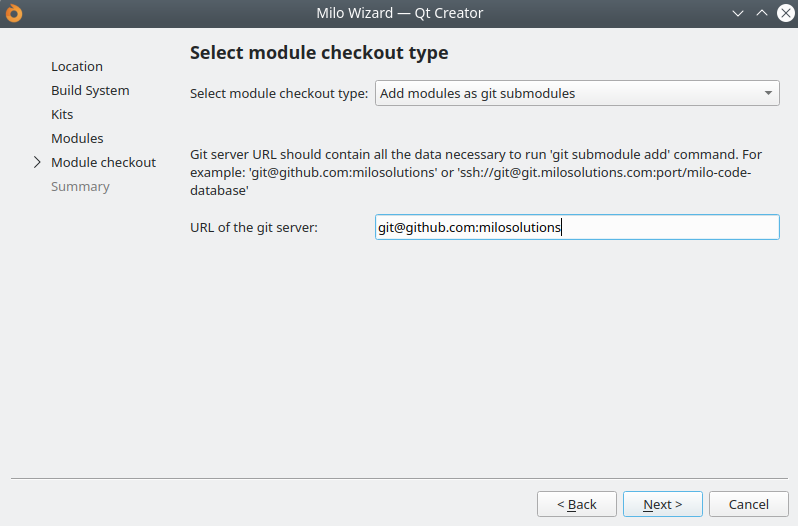 Milo Wizard — Qt Creator
Location
Build System
Kits
Modules
Module checkout
Summary
Select module checkout type
Select module checkout type: Add modules as git submodules
Git server URL should contain all the data necessary to run 'git submodule add' command. For
example: 'git@github.com:milosolutions' or 'ssh://git@git.milosolutions.com:port/milo-code-
database'
URL of the git server: git@github.com:milosolutions
< Back Next > Cancel